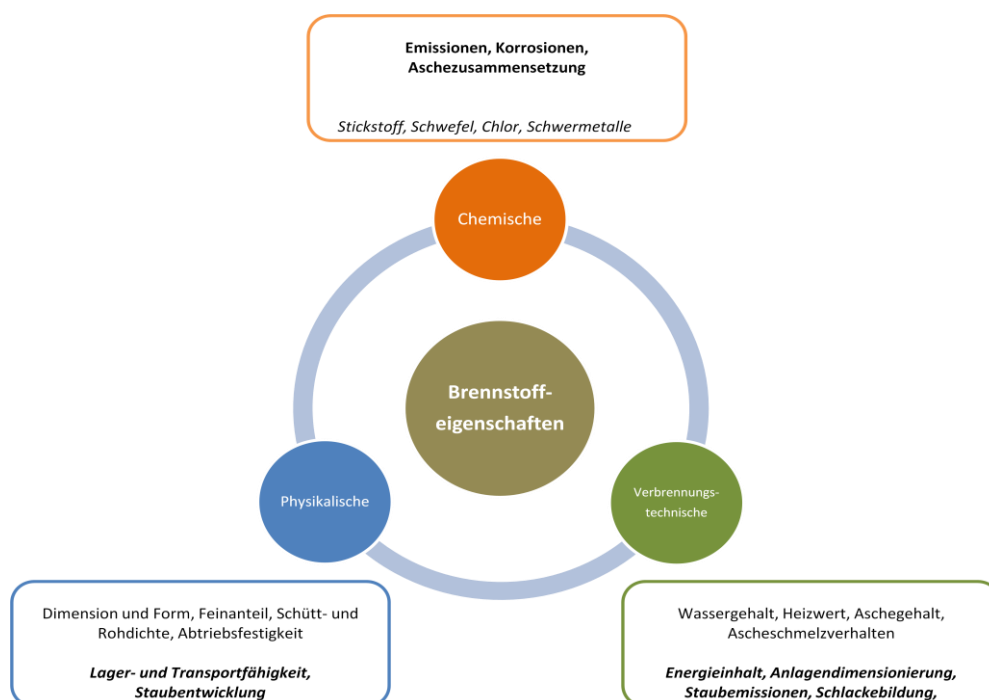 Emissionen, Korrosionen,
Aschezusammensetzung
Stickstoff, Schwefel, Chlor, Schwermetalle
Chemische
Brennstoff-
eigenschaften
Physikalische
Verbrennungs-
technische
Dimension und Form, Feinanteil, Schütt- und
Rohdichte, Abtriebsfestigkeit
Lager- und Transportfähigkeit,
Staubentwicklung
Wassergehalt, Heizwert, Aschegehalt,
Ascheschmelzverhalten
Energieinhalt, Anlagendimensionierung,
Staubemissionen, Schlackebildung,